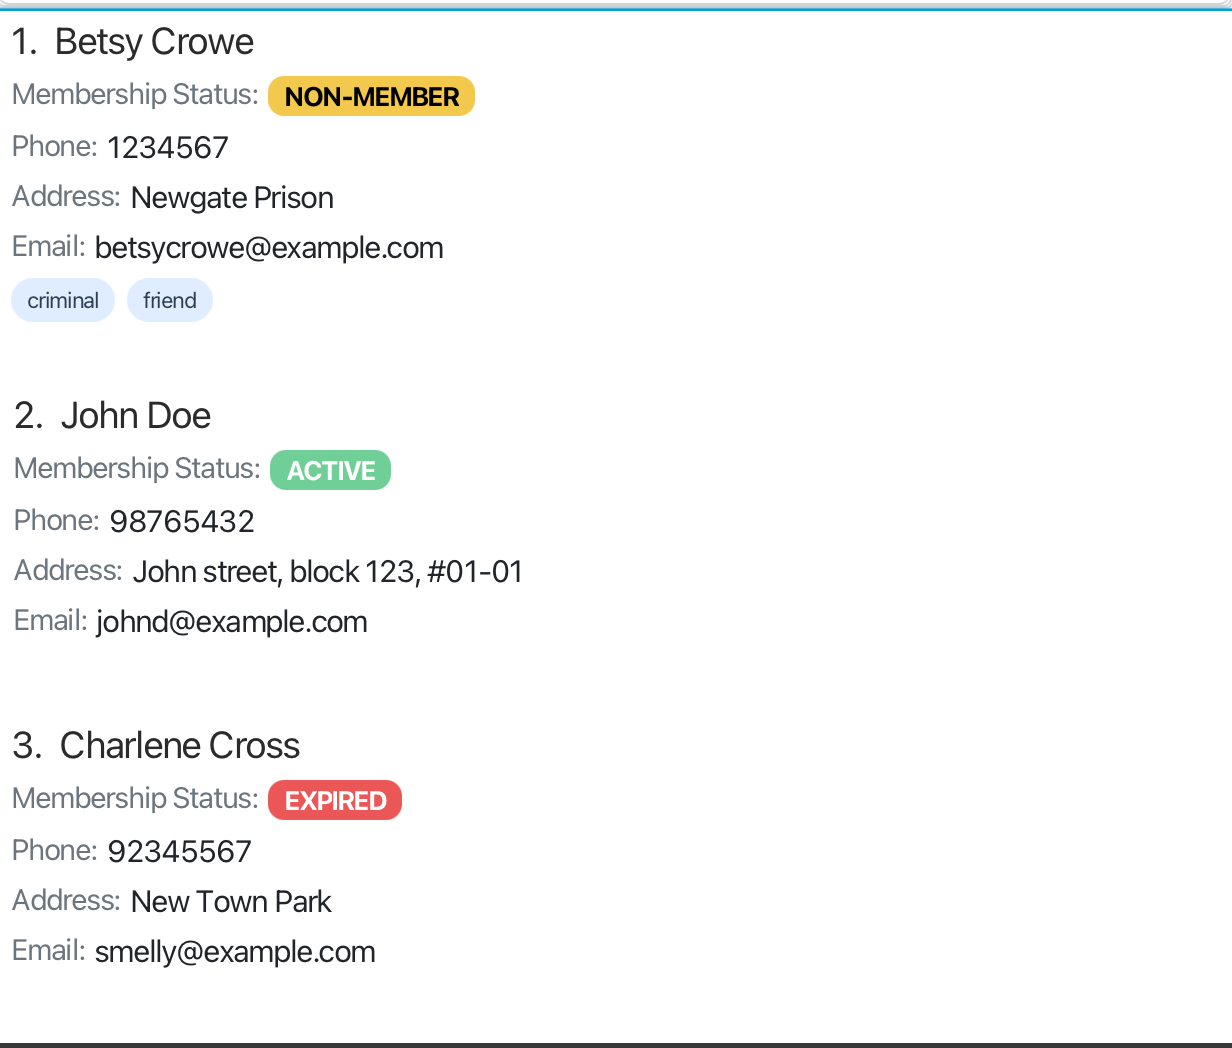 1. Betsy Crowe
Membership Status: NON-MEMBER
Phone: 1234567
Address: Newgate Prison
Email: betsycrowe@example.com
criminal friend
2. John Doe
Membership Status: ACTIVE
Phone: 98765432
Address: John street, block 123, #01-01
Email: johnd@example.com
3. Charlene Cross
Membership Status: EXPIRED
Phone: 92345567
Address: New Town Park
Email: smelly@example.com